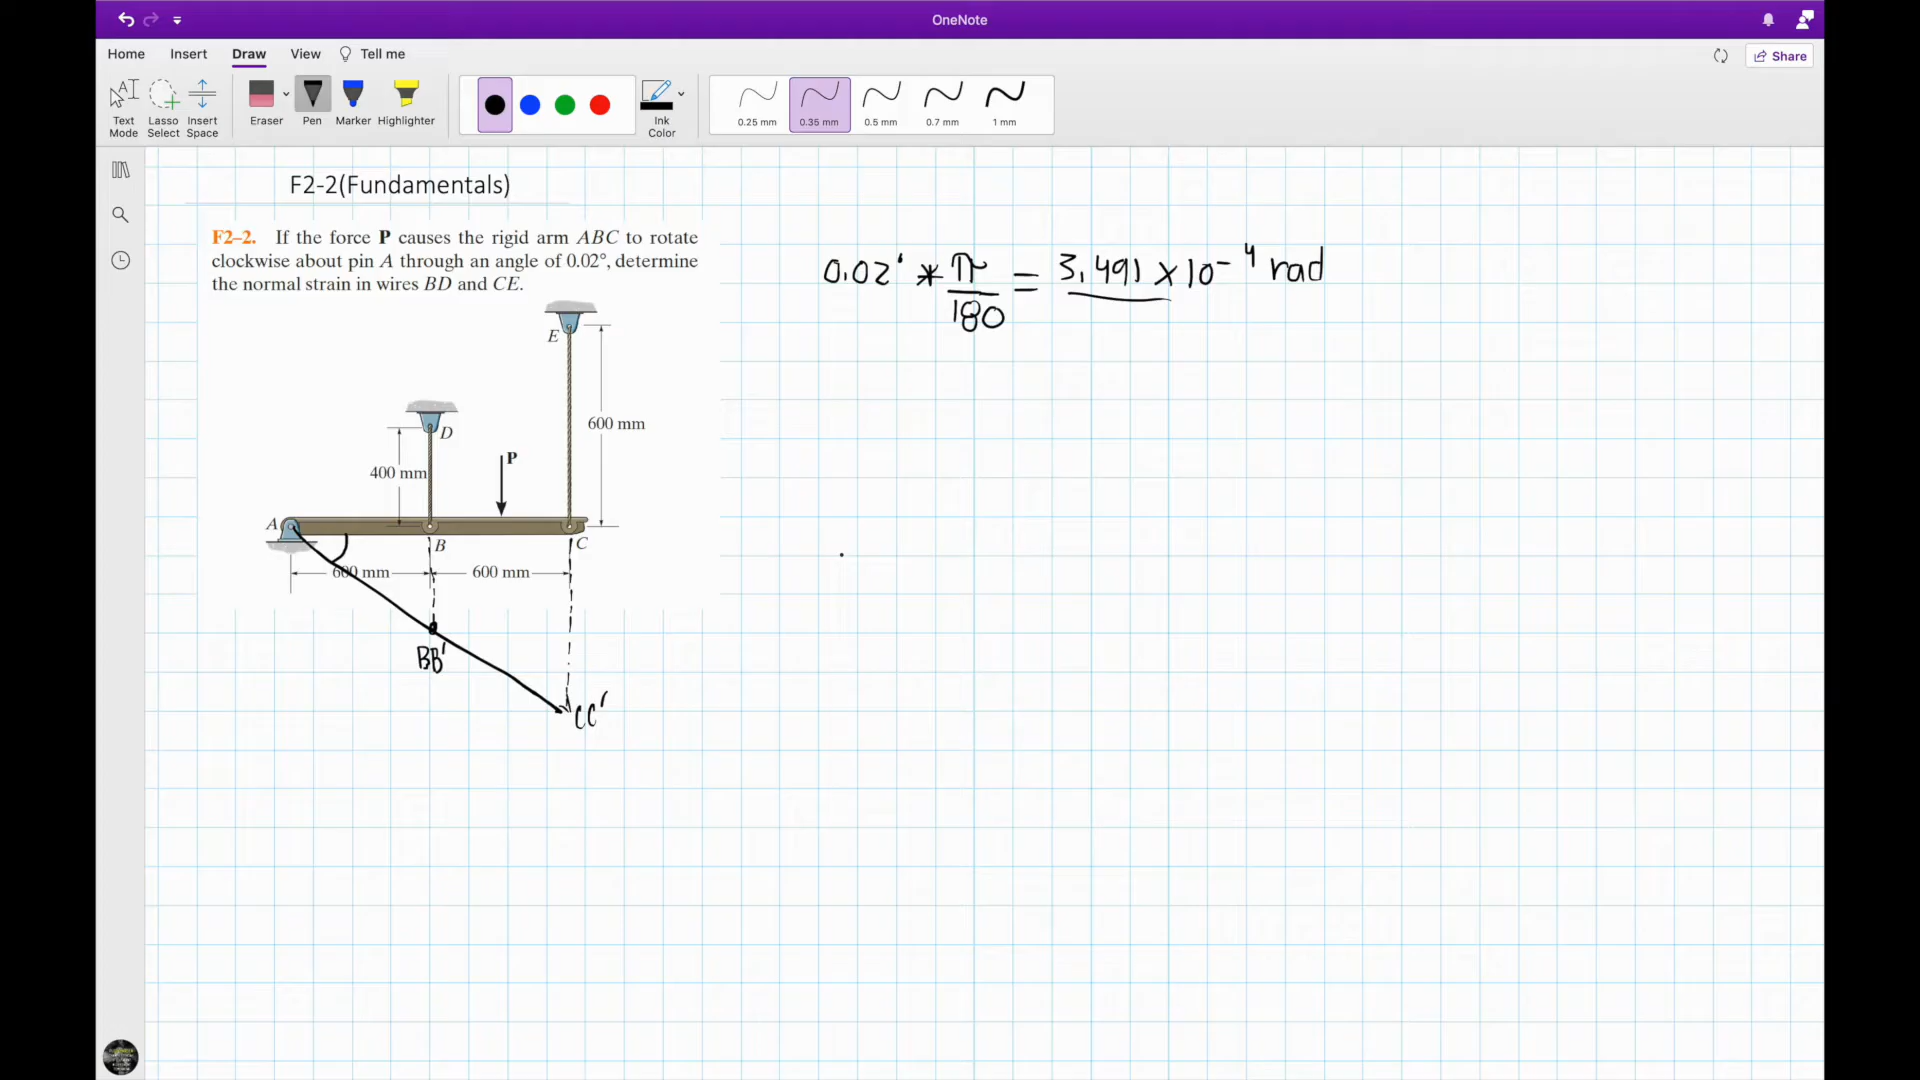 OneNote
Home Insert Draw View Tell me
Share
Text Mode
Lasso Select
Insert Space
Eraser
Pen
Marker
Highlighter
Ink Color
0.25 mm
0.35 mm
0.5 mm
0.7 mm
1 mm
F2-2(Fundamentals)
F2–2. If the force P causes the rigid arm ABC to rotate
clockwise about pin A through an angle of 0.02°, determine
the normal strain in wires BD and CE.
E
600 mm
D
400 mm
P
A
B
C
600 mm
600 mm
BB'
CC'
0.02° * π/180 = 3.491 × 10⁻⁴ rad